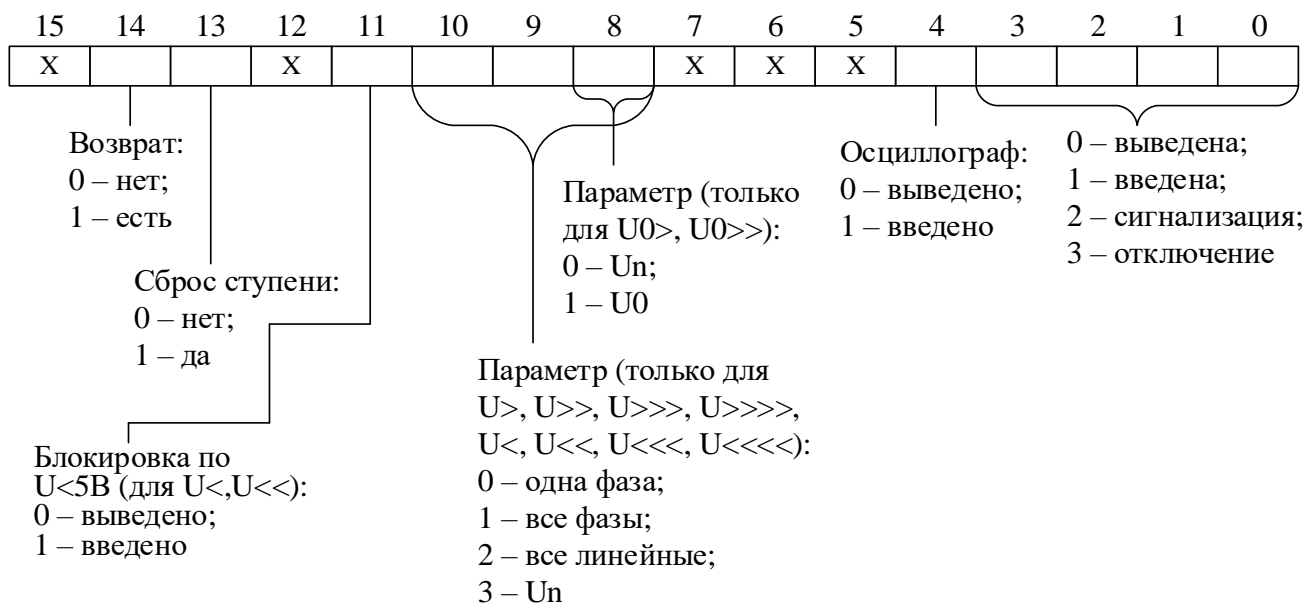 15 14 13 12 11 10 9 8 7 6 5 4 3 2 1 0
X X X X X
Возврат:
0 – нет;
1 – есть
Сброс ступени:
0 – нет;
1 – да
Блокировка по
U<5В (для U<,U<<):
0 – выведено;
1 – введено
Параметр (только для
U>, U>>, U>>>, U>>>>,
U<, U<<, U<<<, U<<<<):
0 – одна фаза;
1 – все фазы;
2 – все линейные;
3 – Un
Параметр (только
для U0>, U0>>):
0 – Un;
1 – U0
Осциллограф:
0 – выведено;
1 – введено
0 – выведена;
1 – введена;
2 – сигнализация;
3 – отключение